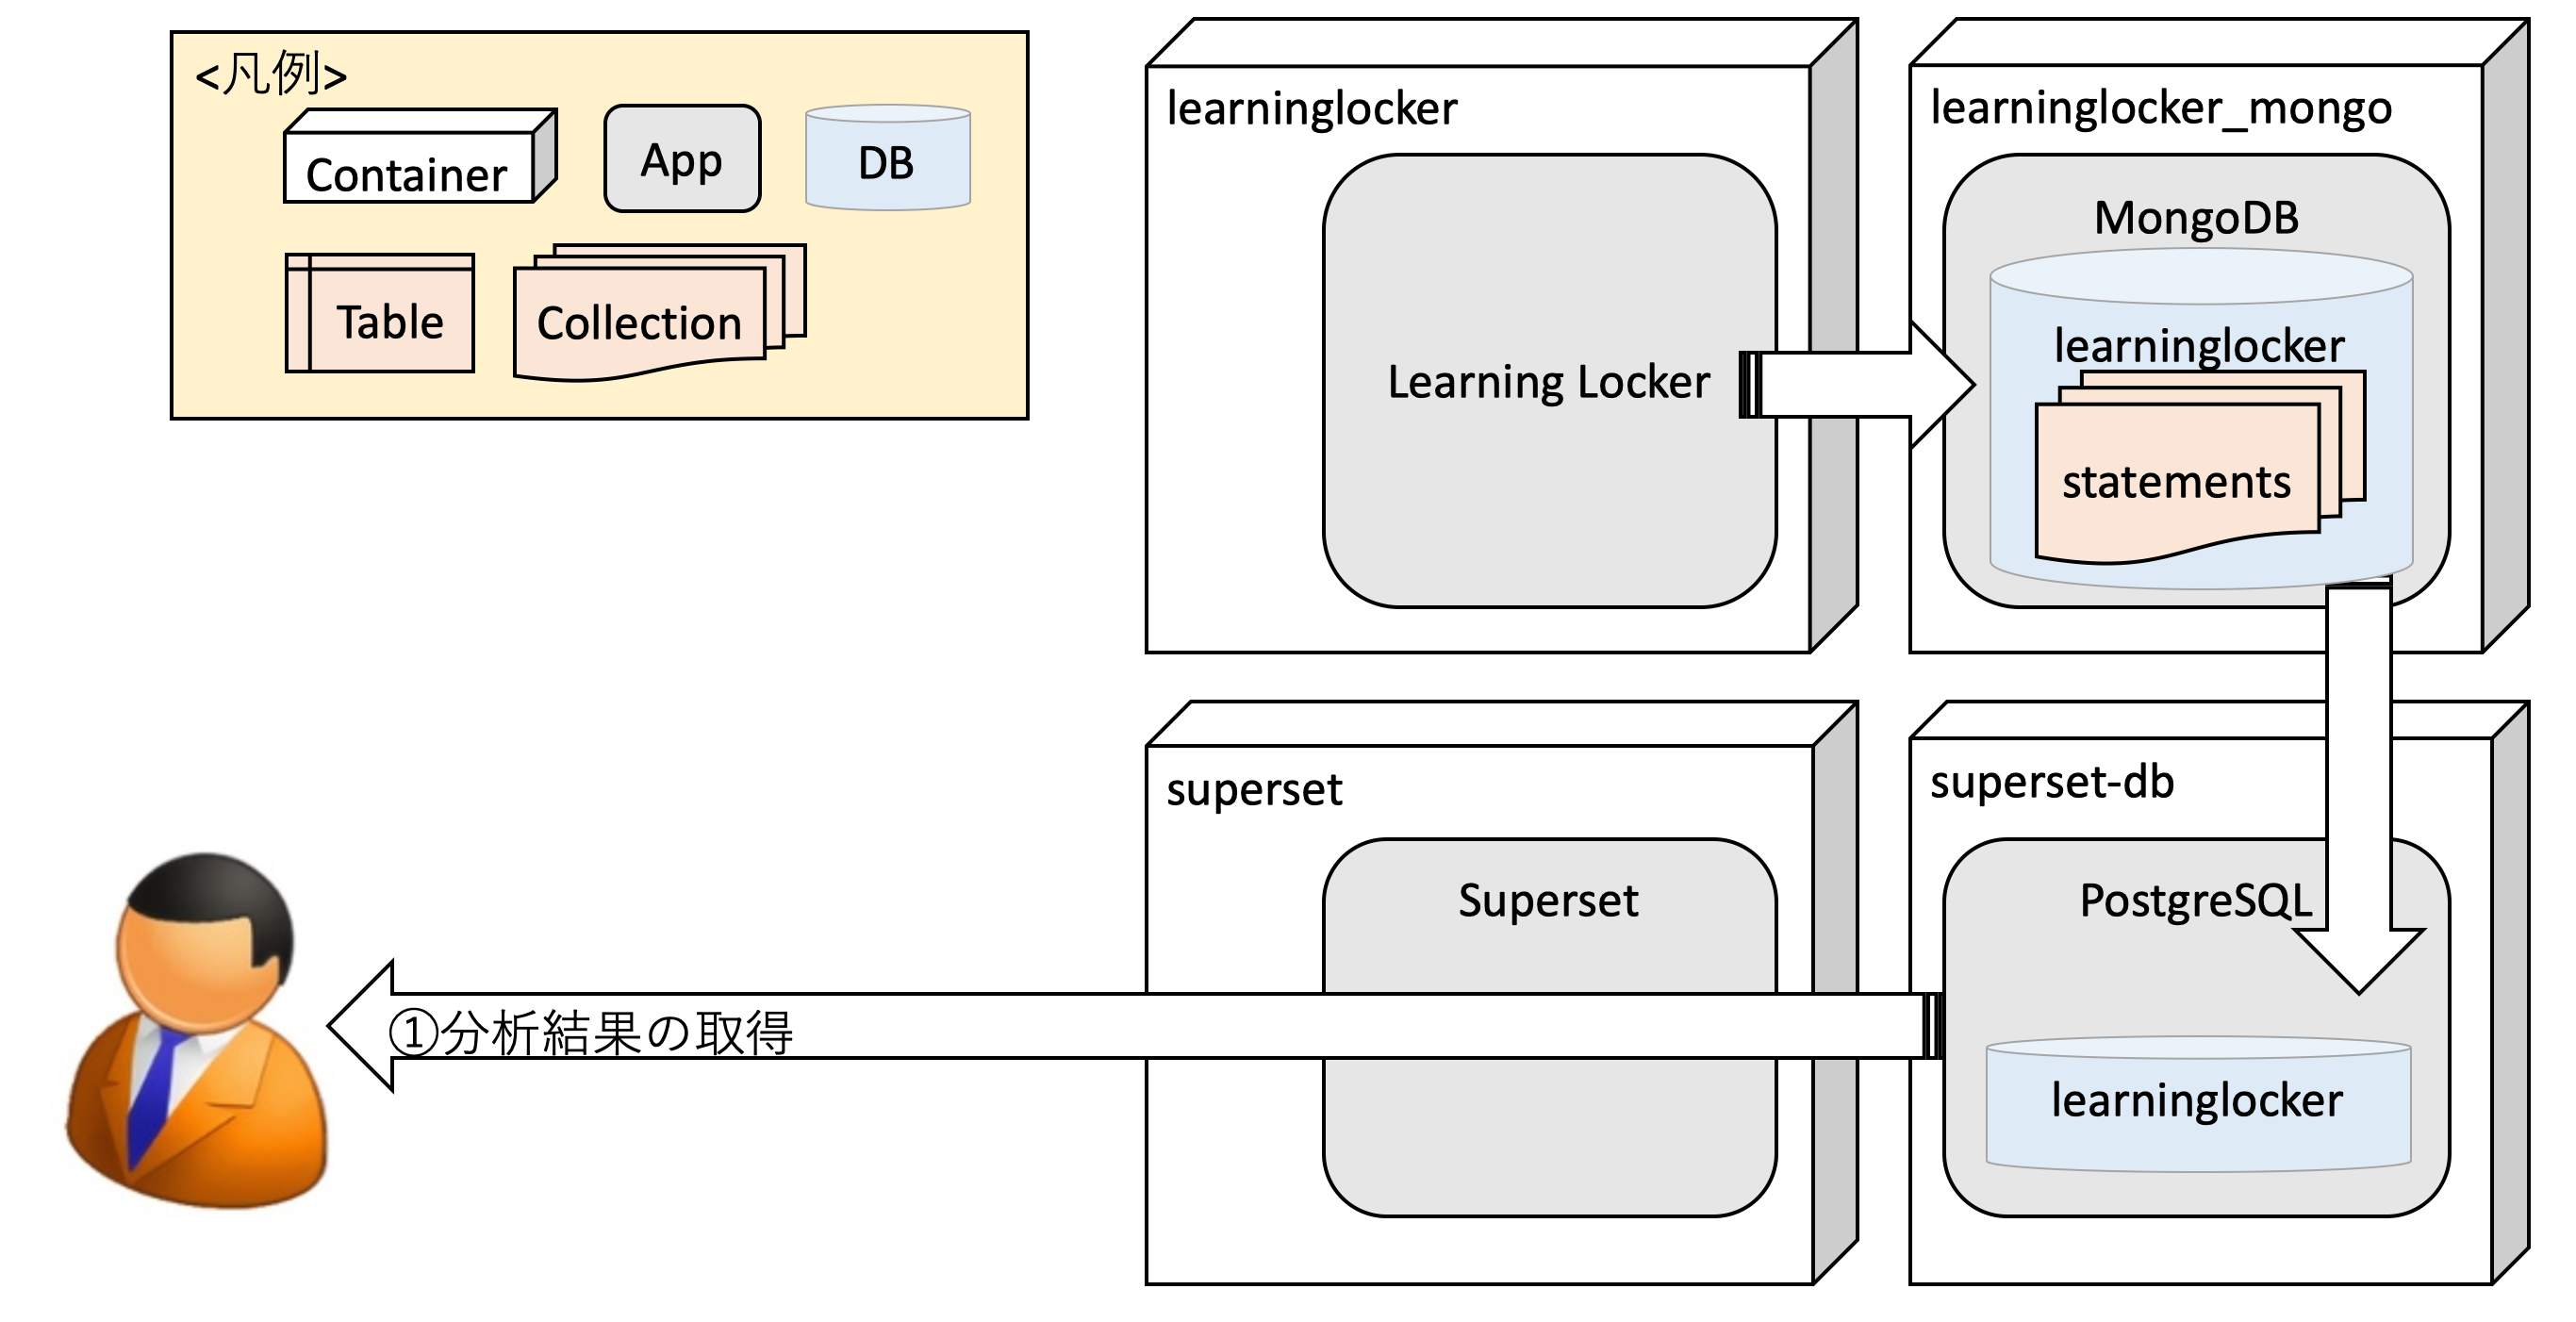 <凡例>
Container
App
DB
Table
Collection
learninglocker
Learning Locker
learninglocker_mongo
MongoDB
learninglocker
statements
superset
Superset
superset-db
PostgreSQL
learninglocker
①分析結果の取得